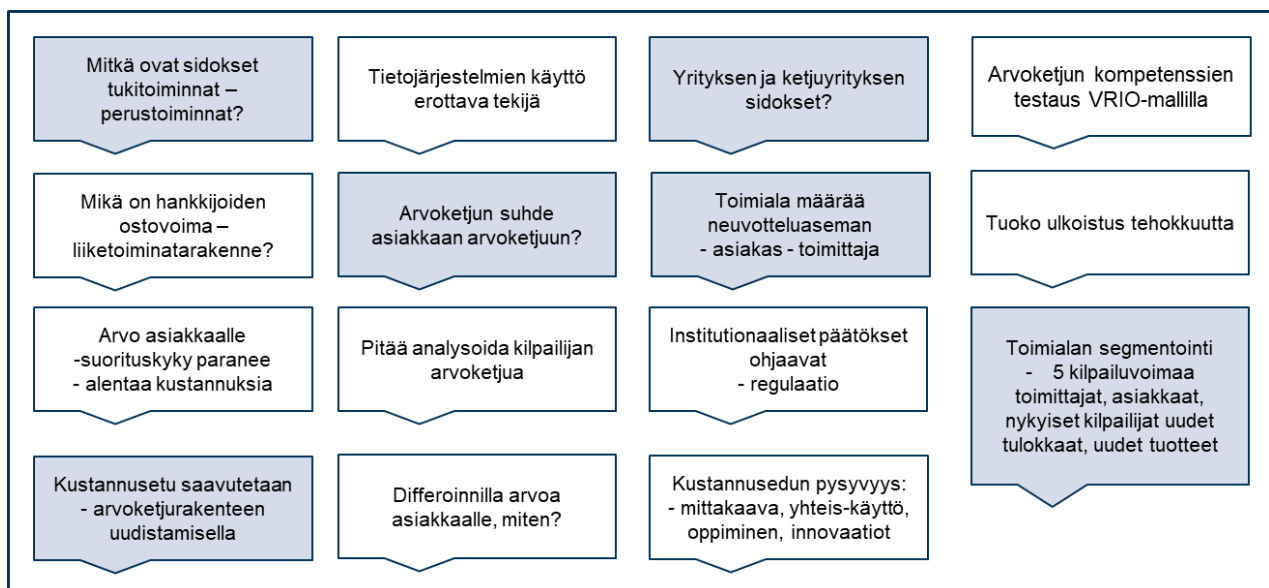 Mitkä ovat sidokset
tukitoiminnat –
perustoiminnat?
Mikä on hankkijoiden
ostovoima –
liiketoiminatarakenne?
Arvo asiakkaalle
-suorituskyky paranee
- alentaa kustannuksia
Kustannusetu saavutetaan
- arvoketjurakenteen
uudistamisella
Tietojärjestelmien käyttö
erottava tekijä
Arvoketjun suhde
asiakkaan arvoketjuun?
Pitää analysoida kilpailijan
arvoketjua
Differoinnilla arvoa
asiakkaalle, miten?
Yrityksen ja ketjuyrityksen
sidokset?
Toimiala määrää
neuvotteluaseman
- asiakas - toimittaja
Institutionaaliset päätökset
ohjaavat
- regulaatio
Kustannusedun pysyvyys:
- mittakaava, yhteis-käyttö,
oppiminen, innovaatiot
Arvoketjun kompetenssien
testaus VRIO-mallilla
Tuoko ulkoistus tehokkuutta
Toimialan segmentointi
- 5 kilpailuvoimaa
toimittajat, asiakkaat,
nykyiset kilpailijat uudet
tulokkaat, uudet tuotteet